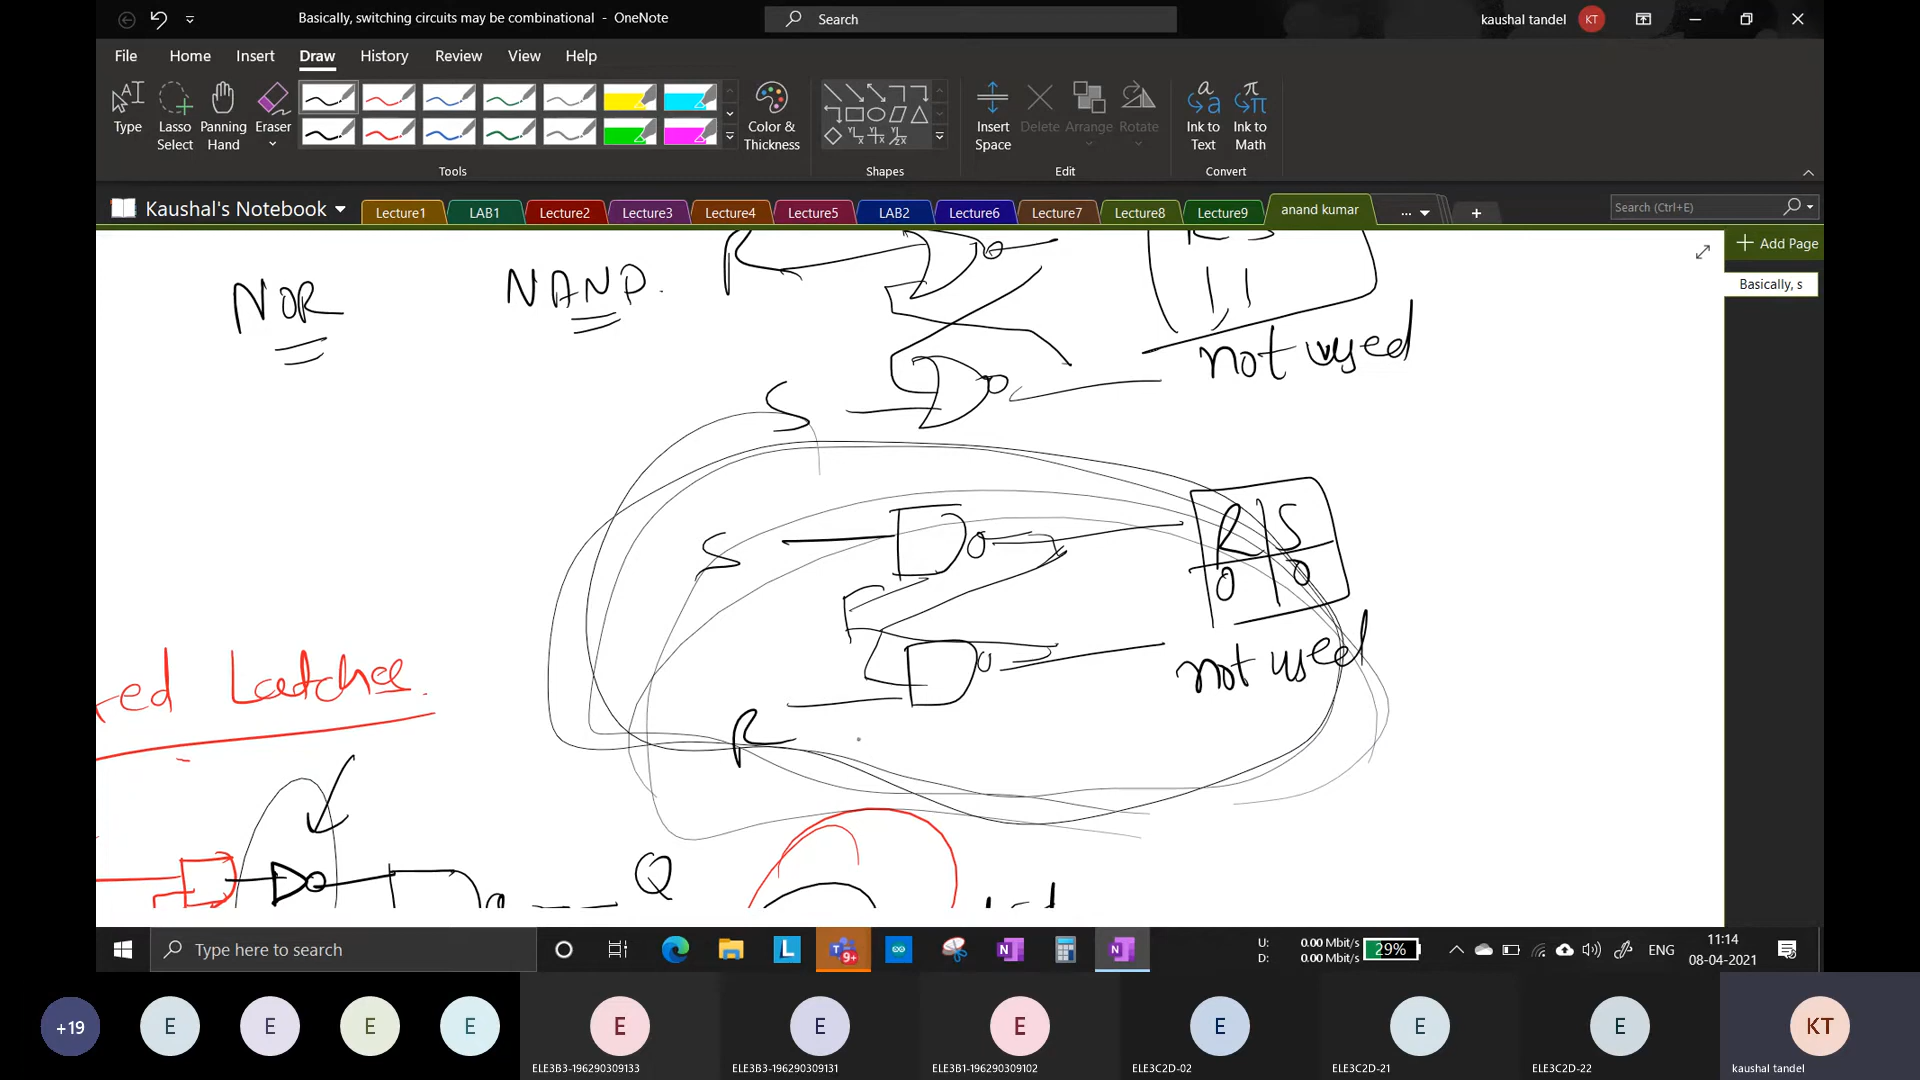 Basically, switching circuits may be combinational - OneNote
Search
kaushal tandel
KT
File
Home
Insert
Draw
History
Review
View
Help
Type
Lasso Select
Panning Hand
Eraser
Color & Thickness
Insert Space
Delete
Arrange
Rotate
Ink to Text
Ink to Math
Tools
Shapes
Edit
Convert
Kaushal's Notebook
Lecture1
LAB1
Lecture2
Lecture3
Lecture4
Lecture5
LAB2
Lecture6
Lecture7
Lecture8
Lecture9
anand kumar
...
+
Search (Ctrl+E)
+ Add Page
Basically, s
NOR
NAND.
R
1 1
not used
S
S
R S
0 0
not used
R
red Latches.
Q
Type here to search
L
9+
U: 0.00 Mbit/s
D: 0.00 Mbit/s
29%
ENG
11:14
08-04-2021
+19
E
E
E
E
E
E
E
E
E
E
KT
ELE3B3-196290309133
ELE3B3-196290309131
ELE3B1-196290309102
ELE3C2D-02
ELE3C2D-21
ELE3C2D-22
kaushal tandel